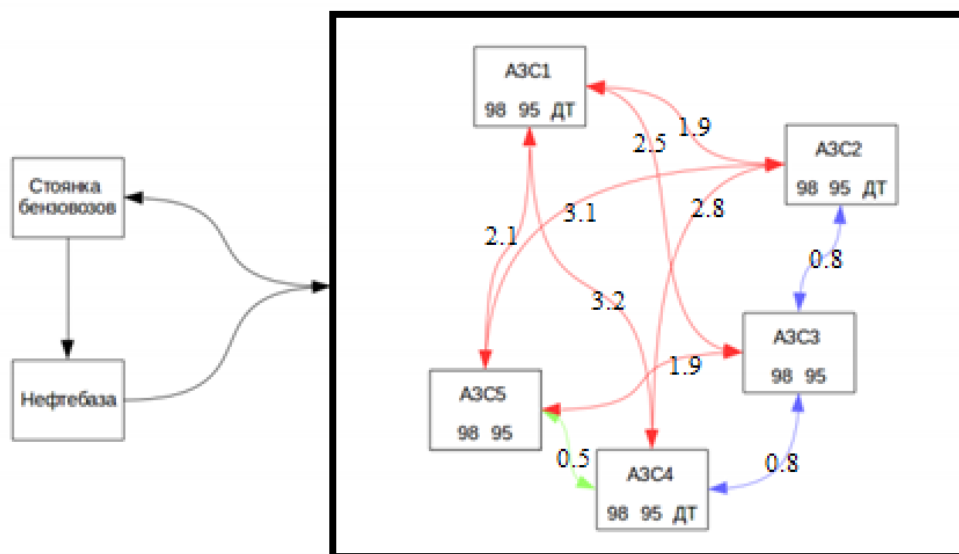 АЗС1
98 95 ДТ
1.9
2.5
АЗС2
98 95 ДТ
Стоянка
бензовозов
3.1
2.8
2.1
0.8
3.2
АЗС3
98 95
1.9
Нефтебаза
АЗС5
98 95
0.5
0.8
АЗС4
98 95 ДТ